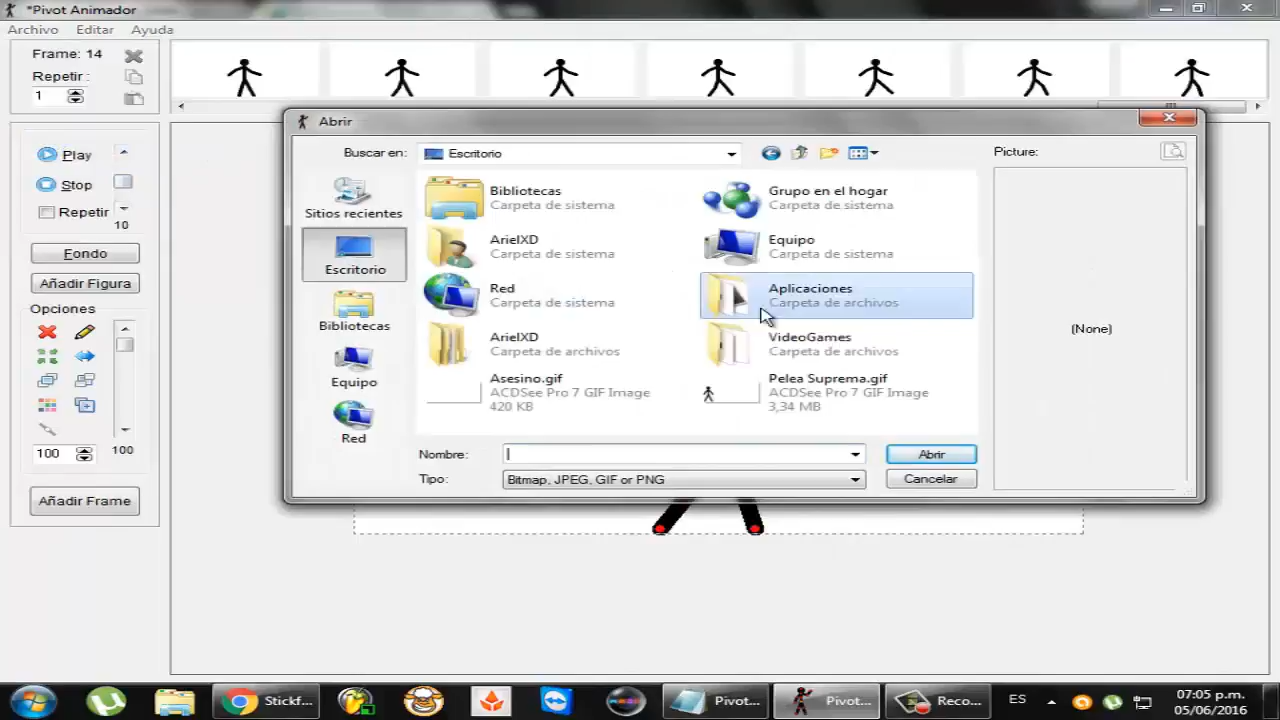 *Pivot Animador
Archivo Editar Ayuda
Frame: 14
Repetir :
1
Play
Stop
Repetir
10
Fondo
Añadir Figura
Opciones
100
100
Añadir Frame
Abrir
Buscar en: Escritorio
Picture:
Sitios recientes
Escritorio
Bibliotecas
Equipo
Red
Bibliotecas
Carpeta de sistema
Grupo en el hogar
Carpeta de sistema
ArielXD
Carpeta de sistema
Equipo
Carpeta de sistema
Red
Carpeta de sistema
Aplicaciones
Carpeta de archivos
ArielXD
Carpeta de archivos
VideoGames
Carpeta de archivos
Asesino.gif
ACDSee Pro 7 GIF Image
420 KB
Pelea Suprema.gif
ACDSee Pro 7 GIF Image
3,34 MB
(None)
Nombre:
Abrir
Tipo: Bitmap, JPEG, GIF or PNG
Cancelar
Stickf...
Pivot...
Pivot...
Reco...
ES
07:05 p.m.
05/06/2016